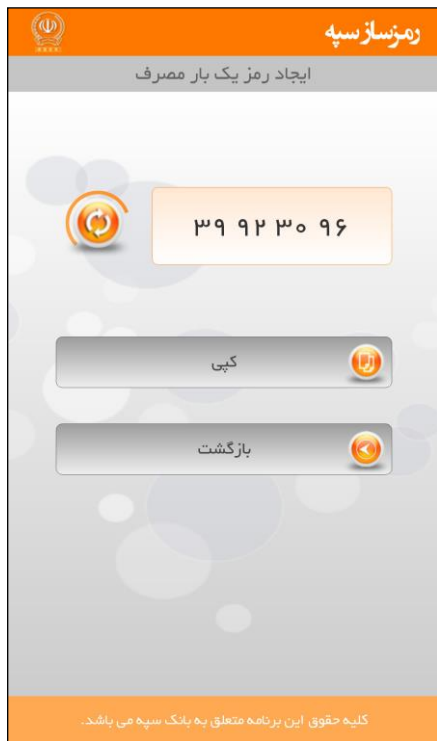 رمزساز سپه
ایجاد رمز یک بار مصرف
۳۹ ۹۲ ۳۰ ۹۶
کپی
بازگشت
کلیه حقوق این برنامه متعلق به بانک سپه می باشد.